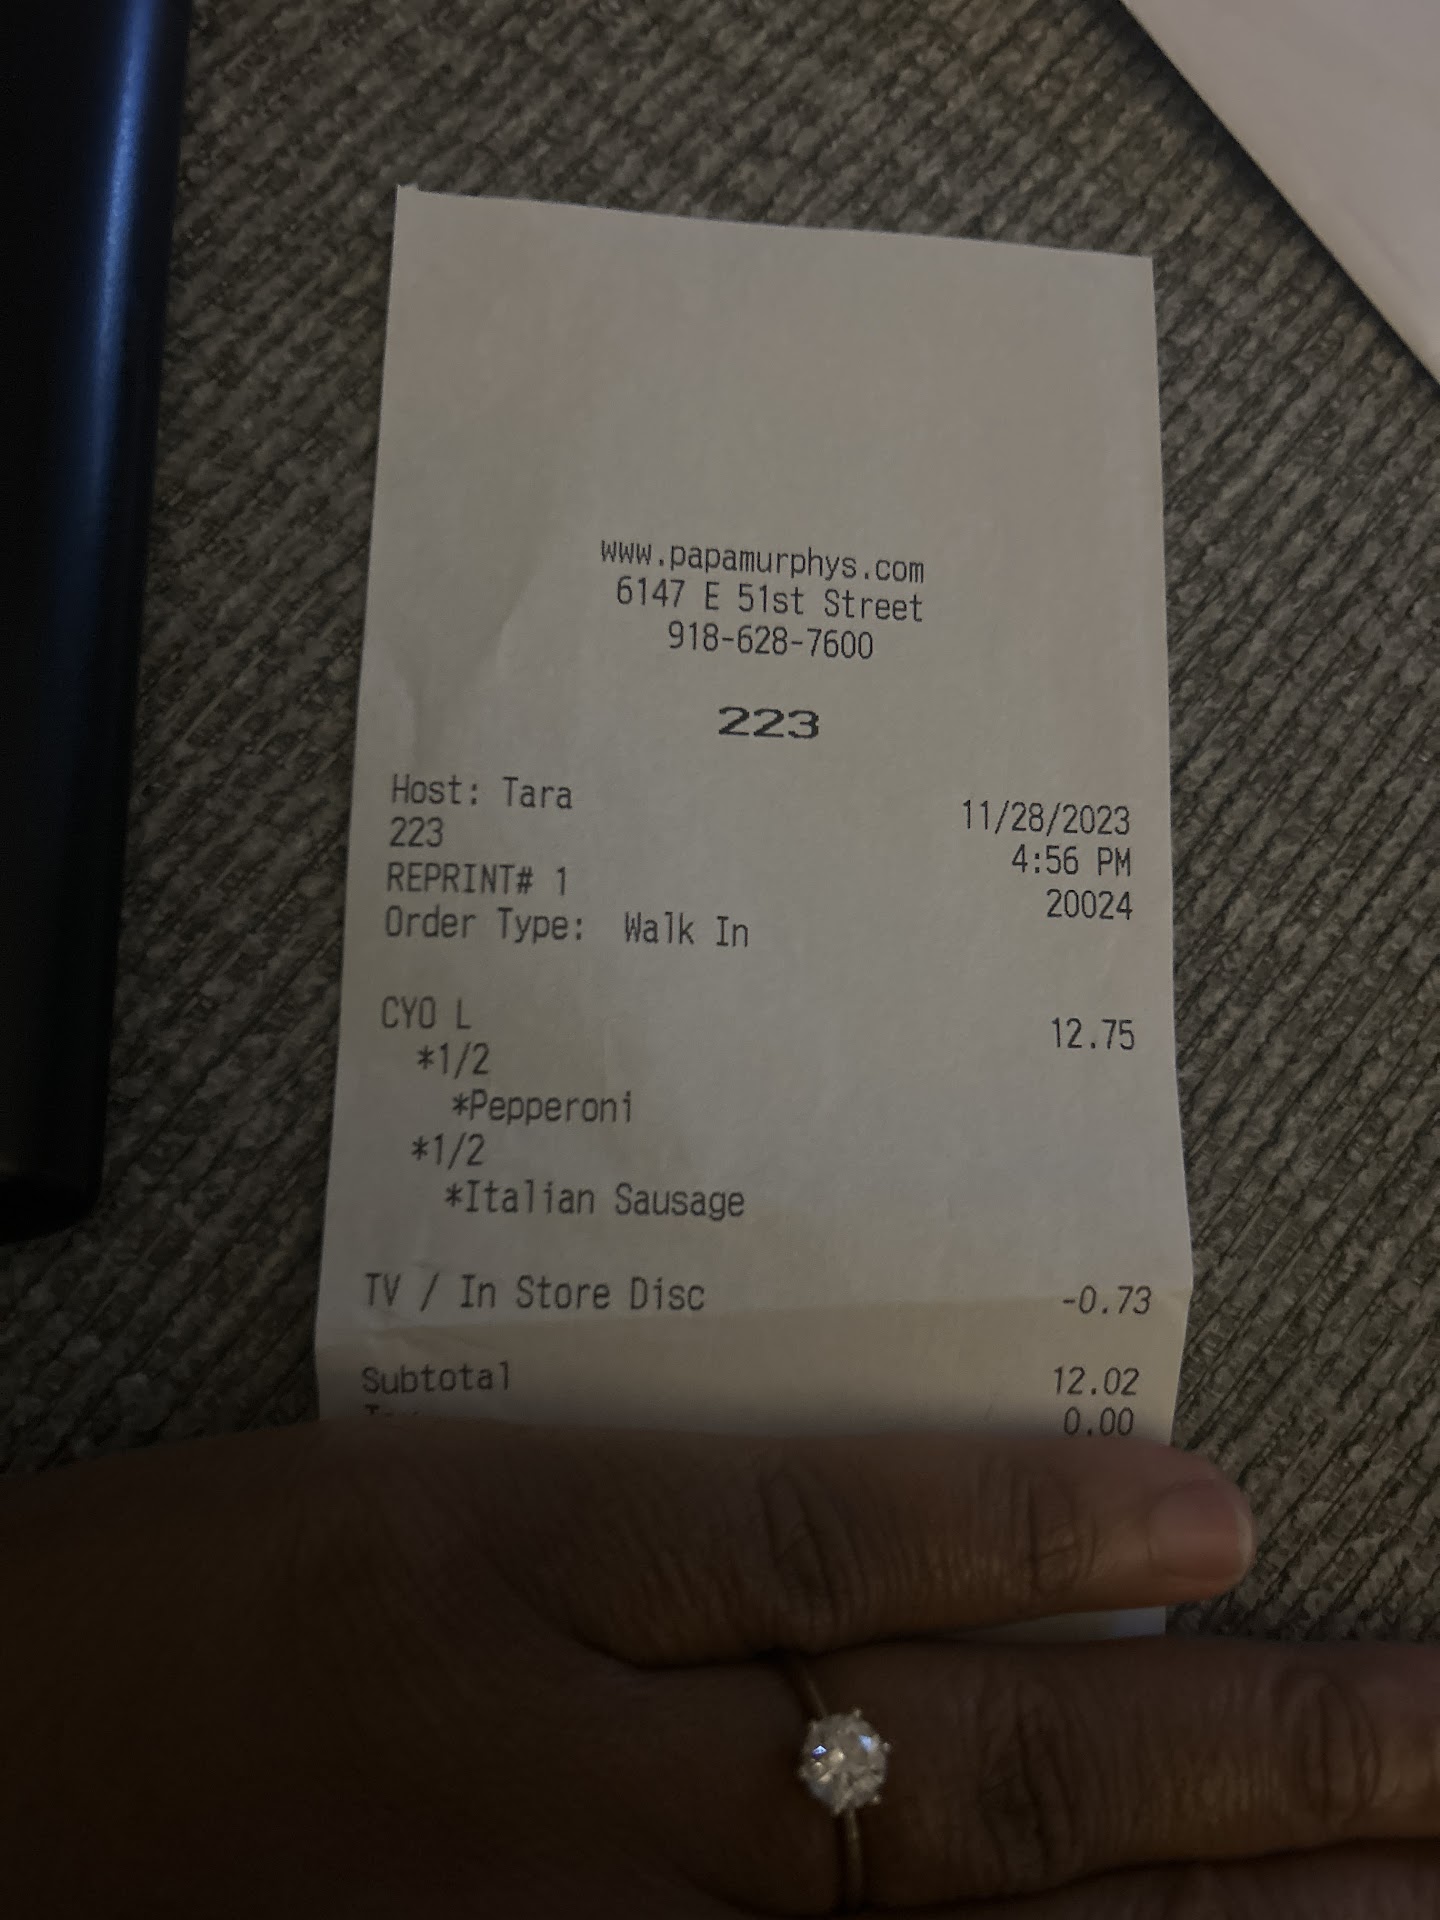 www.papamurphys.com
6147 E 51st Street
918-628-7600
223
Host: Tara 11/28/2023
223 4:56 PM
REPRINT# 1 20024
Order Type: Walk In
CYO L 12.75
*1/2
*Pepperoni
*1/2
*Italian Sausage
TV / In Store Disc -0.73
Subtotal 12.02
0.00